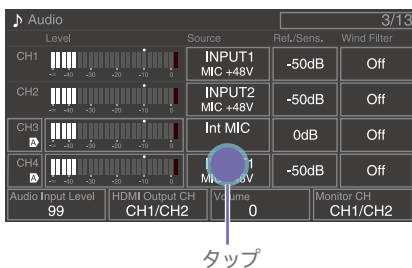 ♪ Audio 3/13
Level Source Ref./Sens. Wind Filter
CH1 INPUT1 -50dB Off
MIC +48V
-∞ -40 -30 -20 -10 0
CH2 INPUT2 -50dB Off
MIC +48V
-∞ -40 -30 -20 -10 0
CH3 Int MIC 0dB Off
A
-∞ -40 -30 -20 -10 0
CH4 -50dB Off
A
-∞ -40 -30 -20 -10 0
Audio Input Level HDMI Output CH Volume Monitor CH
99 CH1/CH2 0 CH1/CH2
タップ